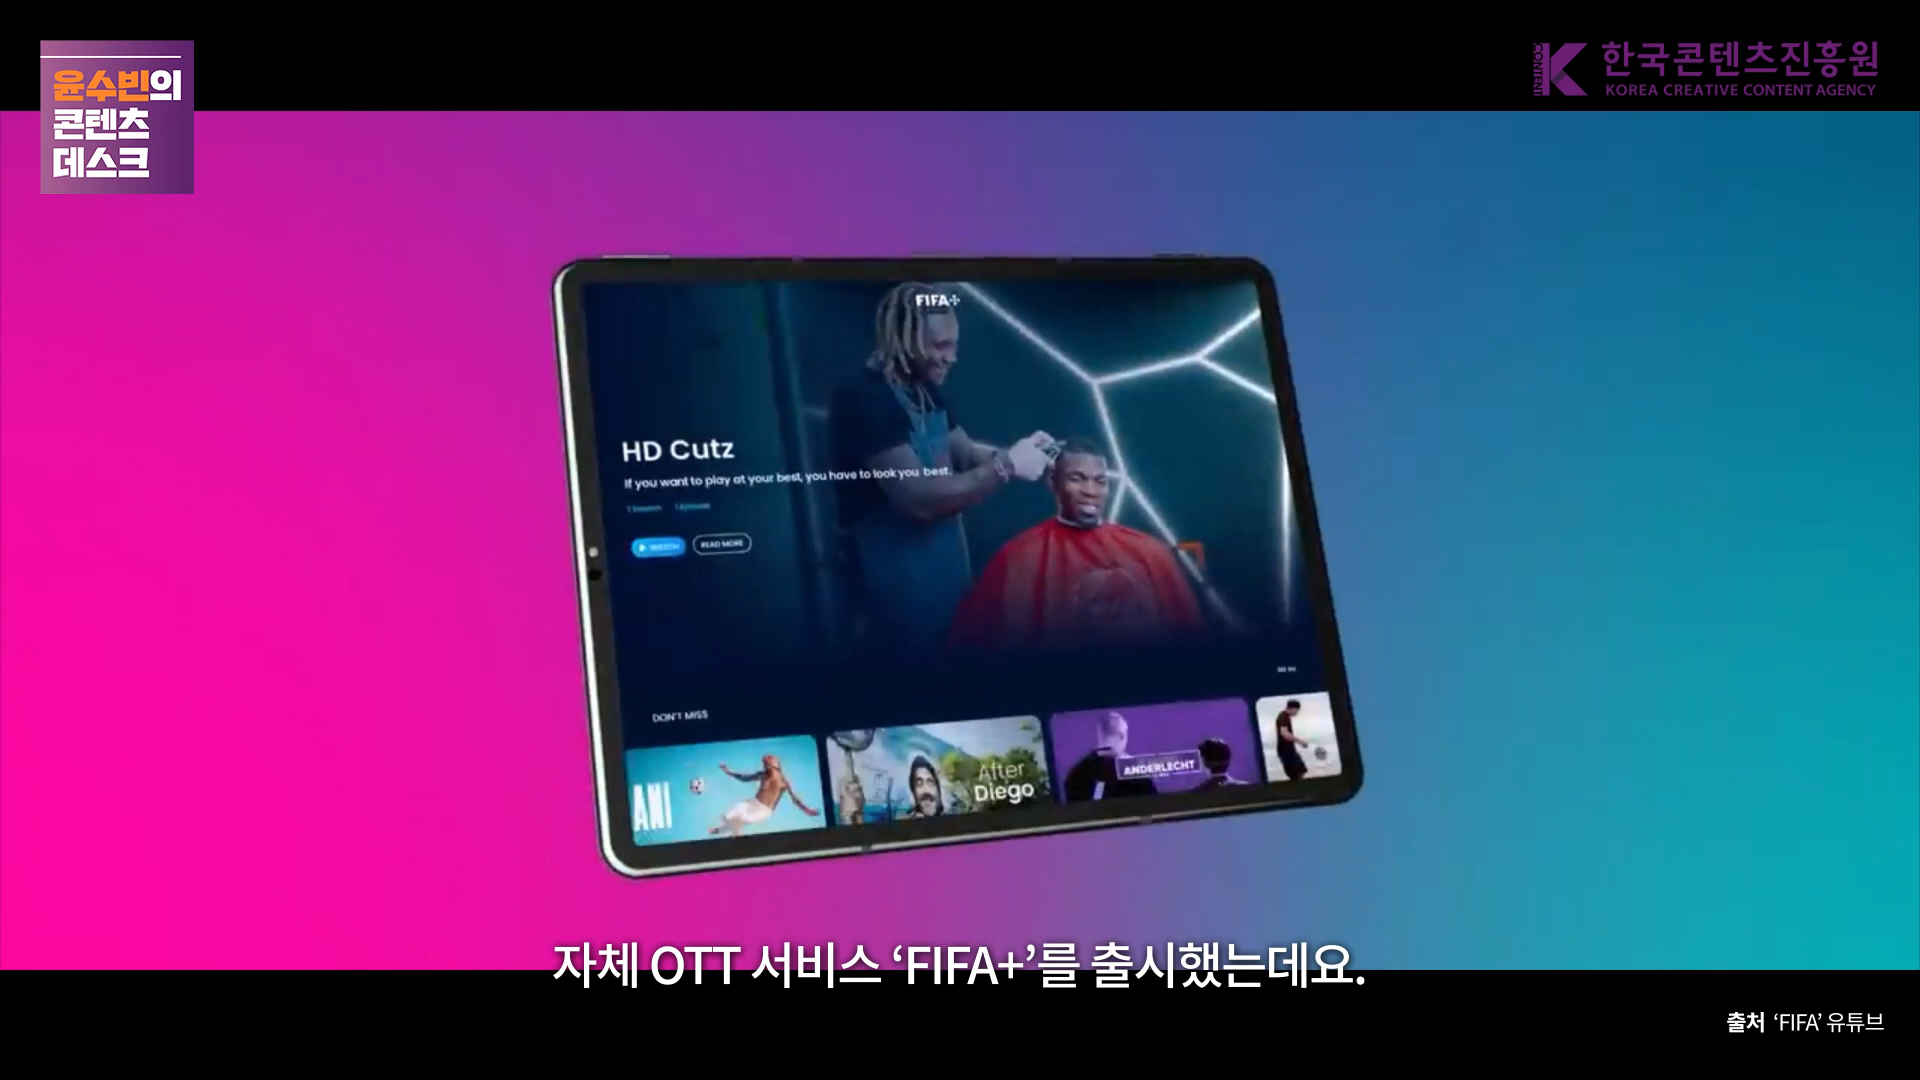 윤수빈의
콘텐츠
데스크
CONTENT
한국콘텐츠진흥원
KOREA CREATIVE CONTENT AGENCY
FIFA+
HD Cutz
If you want to play at your best, you have to look you best.
READ MORE
DON'T MISS
ANI
After
Diego
ANDERLECHT
자체 OTT 서비스 ‘FIFA+’를 출시했는데요.
출처 ‘FIFA’ 유튜브